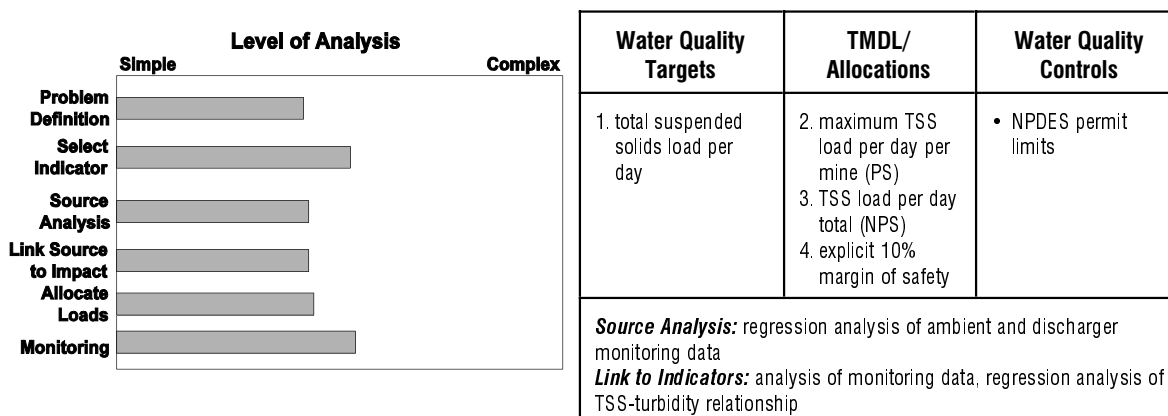 Level of Analysis
Simple Complex
Problem
Definition
Select
Indicator
Source
Analysis
Link Source
to Impact
Allocate
Loads
Monitoring
Water Quality
Targets
TMDL/
Allocations
Water Quality
Controls
1. total suspended
solids load per
day
2. maximum TSS
load per day per
mine (PS)
3. TSS load per day
total (NPS)
4. explicit 10%
margin of safety
• NPDES permit
limits
Source Analysis: regression analysis of ambient and discharger
monitoring data
Link to Indicators: analysis of monitoring data, regression analysis of
TSS-turbidity relationship